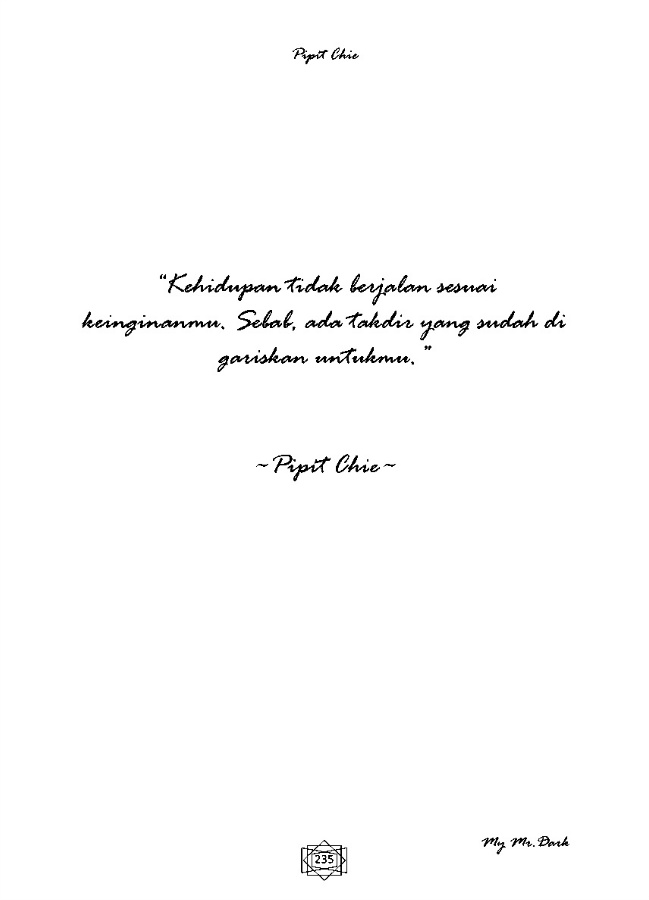 Pipit Chie
"Kehidupan tidak berjalan sesuai
keinginanmu. Sebab, ada takdir yang sudah di
gariskan untukmu."
~Pipit Chie~
My Mr. Dark
235